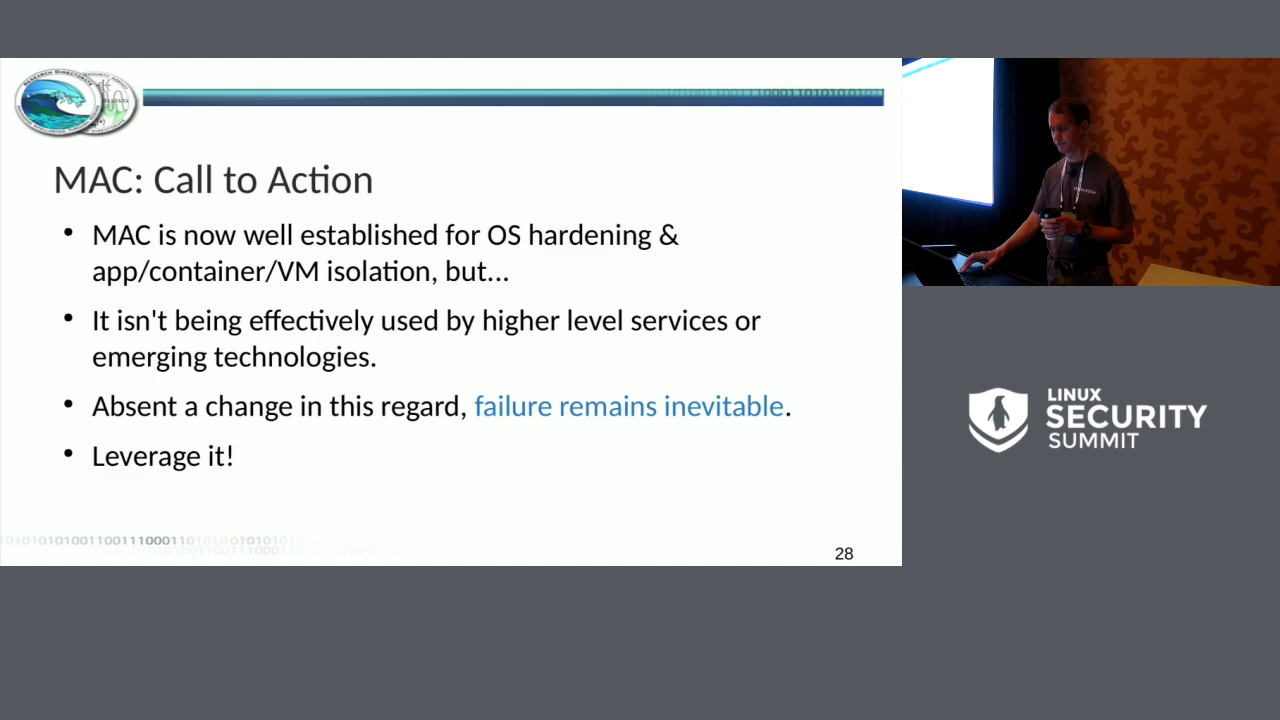 MAC: Call to Action
• MAC is now well established for OS hardening &
app/container/VM isolation, but...
• It isn't being effectively used by higher level services or
emerging technologies.
• Absent a change in this regard, failure remains inevitable.
• Leverage it!
28
LINUX
SECURITY
SUMMIT